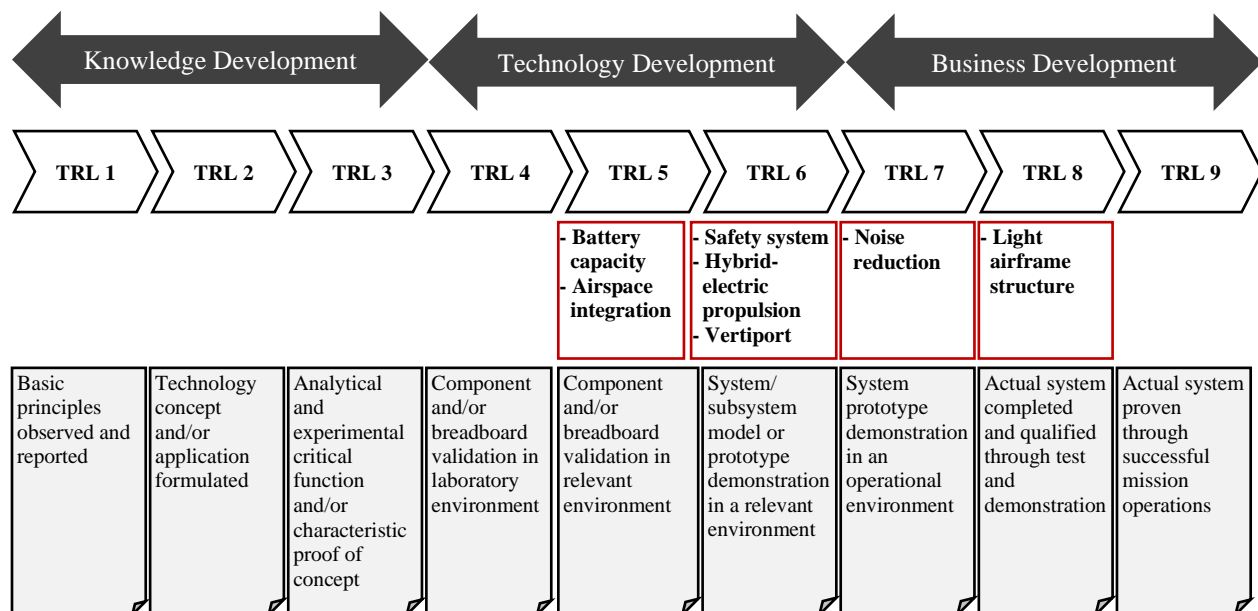 Knowledge Development
Technology Development
Business Development
TRL 1
TRL 2
TRL 3
TRL 4
TRL 5
TRL 6
TRL 7
TRL 8
TRL 9
- Battery
capacity
- Airspace
integration
- Safety system
- Hybrid-
electric
propulsion
- Vertiport
- Noise
reduction
- Light
airframe
structure
Basic
principles
observed and
reported
Technology
concept
and/or
application
formulated
Analytical
and
experimental
critical
function
and/or
characteristic
proof of
concept
Component
and/or
breadboard
validation in
laboratory
environment
Component
and/or
breadboard
validation in
relevant
environment
System/
subsystem
model or
prototype
demonstration
in a relevant
environment
System
prototype
demonstration
in an
operational
environment
Actual system
completed
and qualified
through test
and
demonstration
Actual system
proven
through
successful
mission
operations